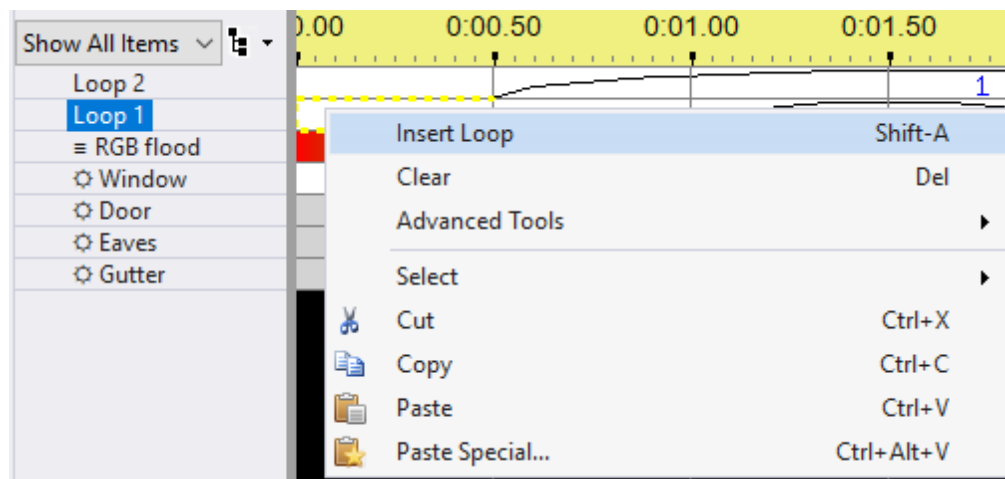 Show All Items
0.00 0:00.50 0:01.00 0:01.50
Loop 2
1
Loop 1
RGB flood
Window
Door
Eaves
Gutter
Insert Loop Shift-A
Clear Del
Advanced Tools
Select
Cut Ctrl+X
Copy Ctrl+C
Paste Ctrl+V
Paste Special... Ctrl+Alt+V